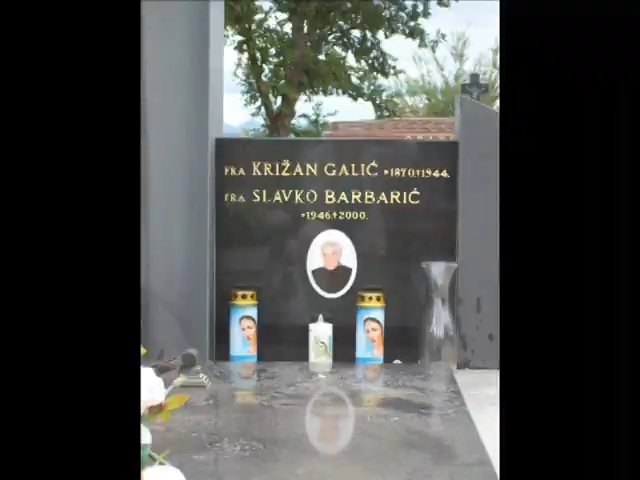 FRA KRIŽAN GALIĆ *1870.†1944.
FRA SLAVKO BARBARIĆ
*1946.†2000.